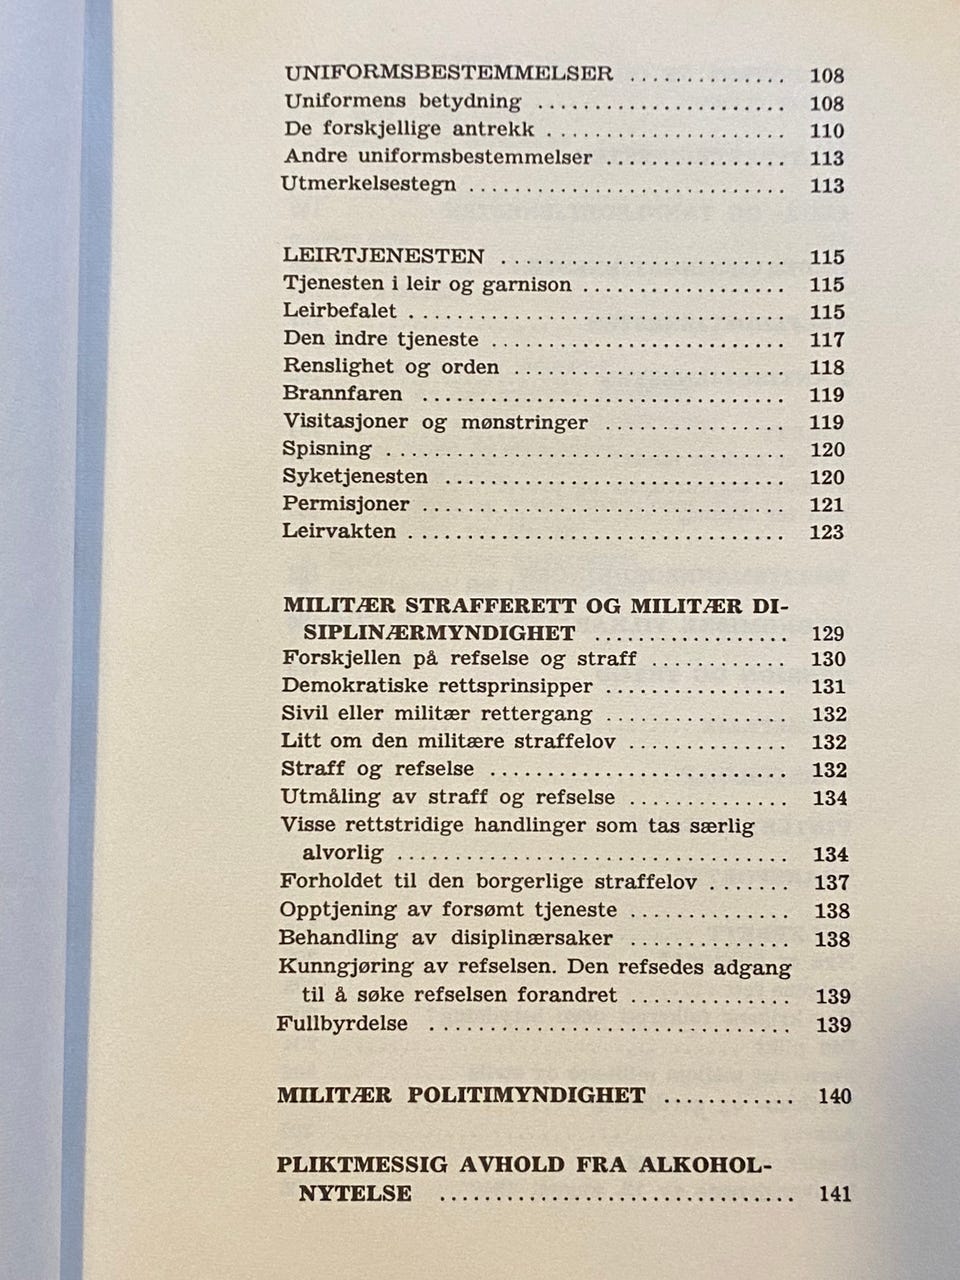 UNIFORMSBESTEMMELSER .............. 108
Uniformens betydning ...................... 108
De forskjellige antrekk ..................... 110
Andre uniformsbestemmelser ................ 113
Utmerkelsestegn ............................ 113
LEIRTJENESTEN ......................... 115
Tjenesten i leir og garnison .................. 115
Leirbefalet ................................. 115
Den indre tjeneste .......................... 117
Renslighet og orden ........................ 118
Brannfaren ................................ 119
Visitasjoner og mønstringer ................ 119
Spisning ................................... 120
Syketjenesten .............................. 120
Permisjoner ................................ 121
Leirvakten ................................. 123
MILITÆR STRAFFERETT OG MILITÆR DI-
SIPLINÆRMYNDIGHET .................. 129
Forskjellen på refselse og straff ............ 130
Demokratiske rettsprinsipper ................ 131
Sivil eller militær rettergang ................ 132
Litt om den militære straffelov .............. 132
Straff og refselse .......................... 132
Utmåling av straff og refselse .............. 134
Visse rettstridige handlinger som tas særlig
alvorlig .................................. 134
Forholdet til den borgerlige straffelov ....... 137
Opptjening av forsømt tjeneste .............. 138
Behandling av disiplinærsaker .............. 138
Kunngjøring av refselsen. Den refsedes adgang
til å søke refselsen forandret .............. 139
Fullbyrdelse ................................ 139
MILITÆR POLITIMYNDIGHET ............ 140
PLIKTMESSIG AVHOLD FRA ALKOHOL-
NYTELSE ................................ 141